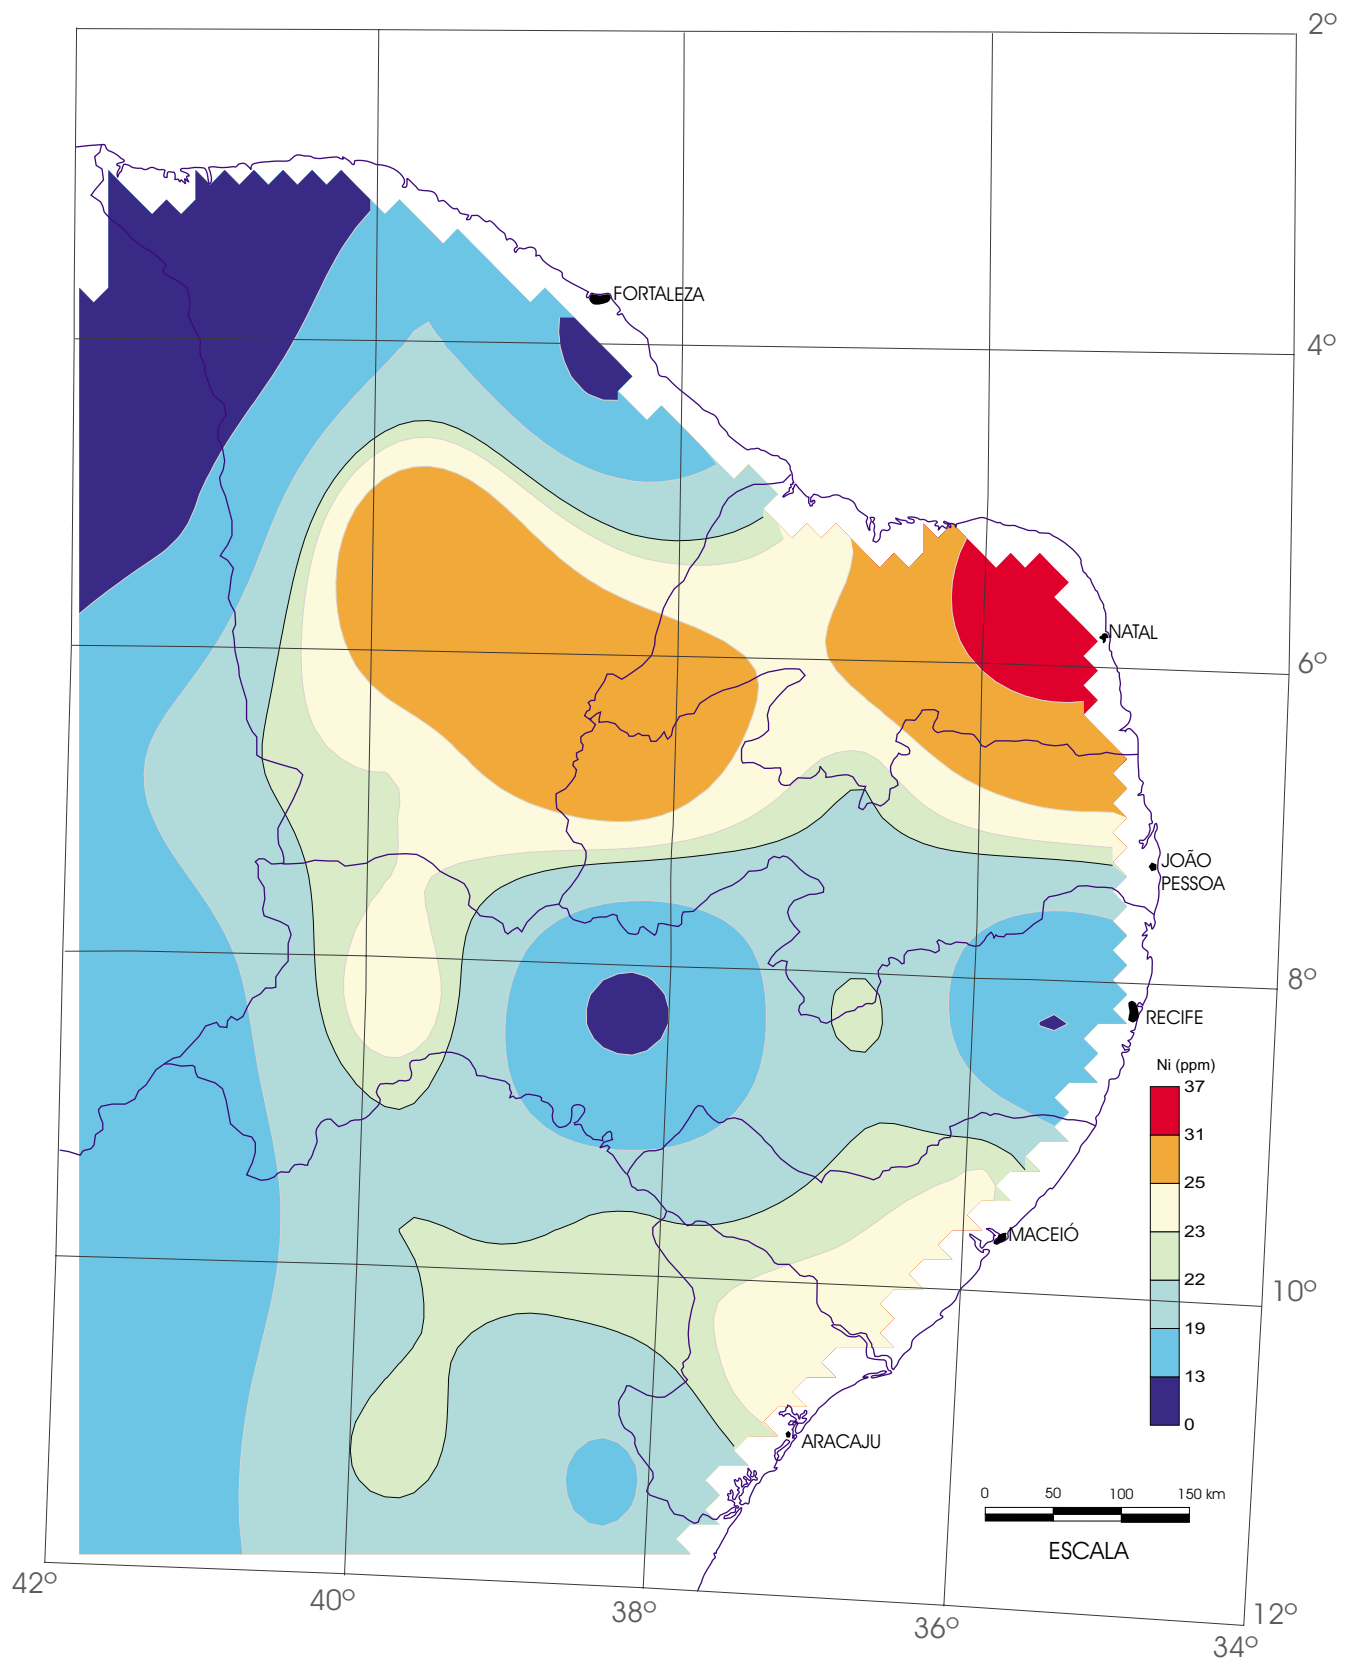 2°
FORTALEZA
4°
NATAL
6°
JOÃO
PESSOA
8°
RECIFE
Ni (ppm)
37
31
25
23
22
19
13
0
MACEIÓ
10°
ARACAJU
0 50 100 150 km
ESCALA
42°
40°
38°
36°
12°
34°